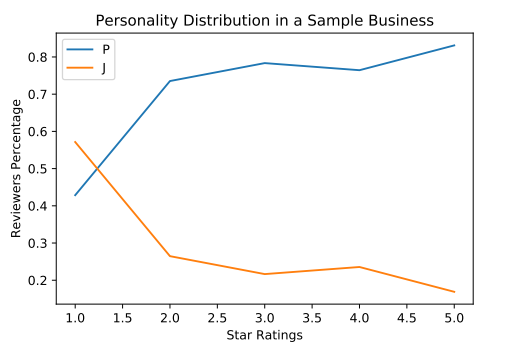 Personality Distribution in a Sample Business
P
J
0.8
0.7
0.6
0.5
0.4
0.3
0.2
Reviewers Percentage
1.0 1.5 2.0 2.5 3.0 3.5 4.0 4.5 5.0
Star Ratings